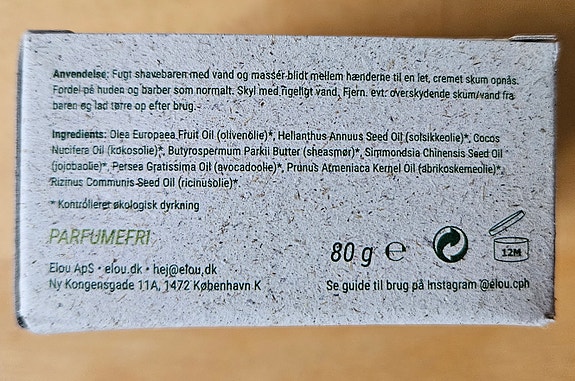 Anvendelse: Fugt shavebaren med vand og massér blidt mellem hænderne til en let, cremet skum opnås.
Fordel på huden og barber som normalt. Skyl med rigeligt vand. Fjern. evt. overskydende skum/vand fra
baren og lad tørre op efter brug.
Ingredients: Olea Europaea Fruit Oil (olivenolie)*, Helianthus Annuus Seed Oil (solsikkeolie)*, Cocos
Nucifera Oil (kokosolie)*, Butyrospermum Parkii Butter (sheasmør)*, Simmondsia Chinensis Seed Oil
(jojobaolie)*, Persea Gratissima Oil (avocadoolie)*, Prunus Armeniaca Kernel Oil (abrikoskerneolie)*,
Ricinus Communis Seed Oil (ricinusolie)*.
* Kontrolleret økologisk dyrkning
PARFUMEFRI
80 g ℮
12M
Elou ApS • elou.dk • hej@elou.dk
Ny Kongensgade 11A, 1472 København K
Se guide til brug på Instagram @elou.cph